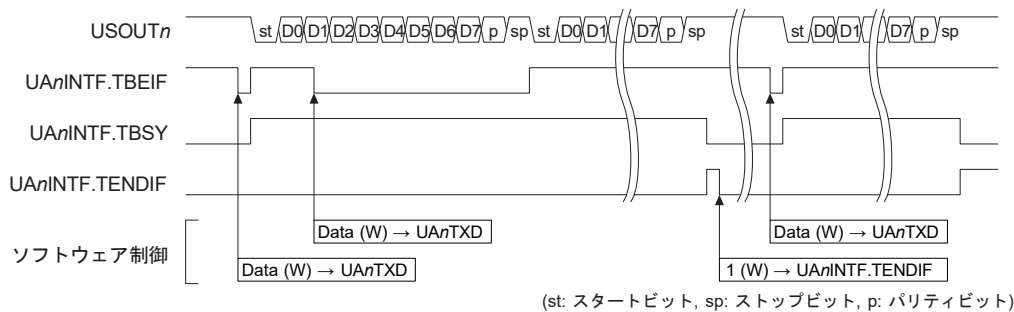 USOUTn st D0 D1 D2 D3 D4 D5 D6 D7 p sp st D0 D1 D7 p sp st D0 D1 D7 p sp
UAnINTF.TBEIF
UAnINTF.TBSY
UAnINTF.TENDIF
ソフトウェア制御
Data (W) → UAnTXD Data (W) → UAnTXD
Data (W) → UAnTXD 1 (W) → UAnINTF.TENDIF
(st: スタートビット, sp: ストップビット, p: パリティビット)